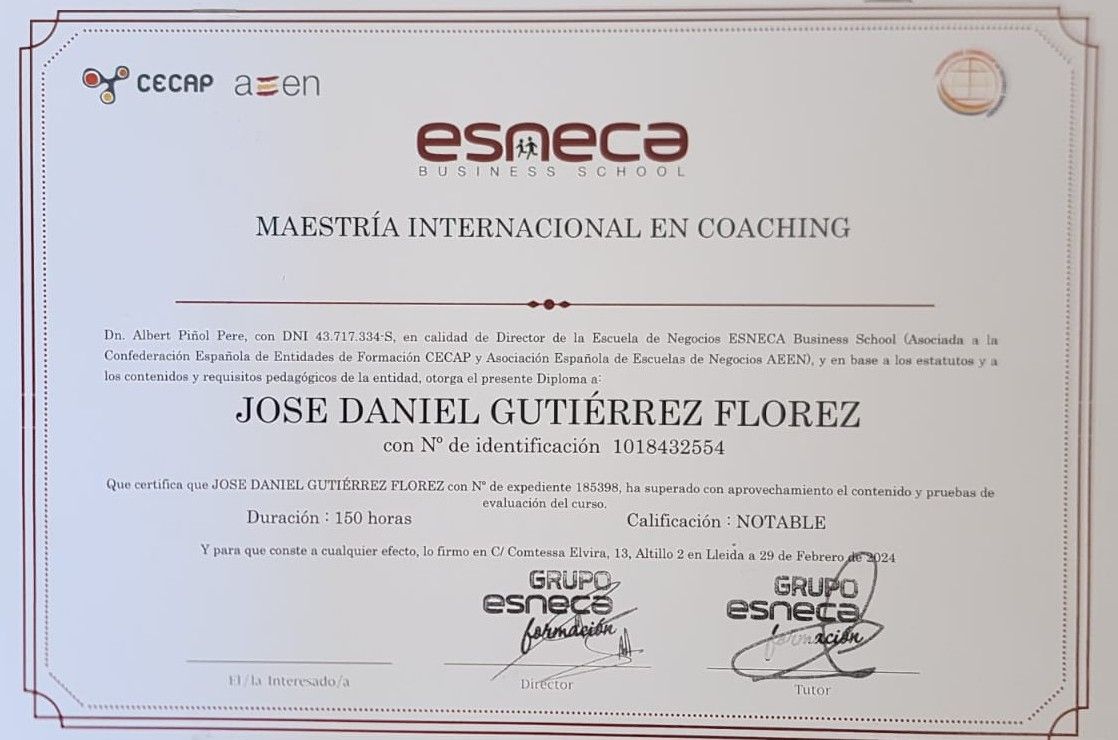 CECAP aeen
esneca
BUSINESS SCHOOL
MAESTRÍA INTERNACIONAL EN COACHING
Dn. Albert Piñol Pere, con DNI 43.717.334-S, en calidad de Director de la Escuela de Negocios ESNECA Business School (Asociada a la
Confederación Española de Entidades de Formación CECAP y Asociación Española de Escuelas de Negocios AEEN), y en base a los estatutos y a
los contenidos y requisitos pedagógicos de la entidad, otorga el presente Diploma a:
JOSE DANIEL GUTIÉRREZ FLOREZ
con Nº de identificación 1018432554
Que certifica que JOSE DANIEL GUTIÉRREZ FLOREZ con Nº de expediente 185398, ha superado con aprovechamiento el contenido y pruebas de
evaluación del curso.
Duración : 150 horas Calificación : NOTABLE
Y para que conste a cualquier efecto, lo firmo en C/ Comtessa Elvira, 13, Altillo 2 en Lleida a 29 de Febrero de 2024
GRUPO GRUPO
esneca esneca
formación formación
El/la Interesado/a Director Tutor